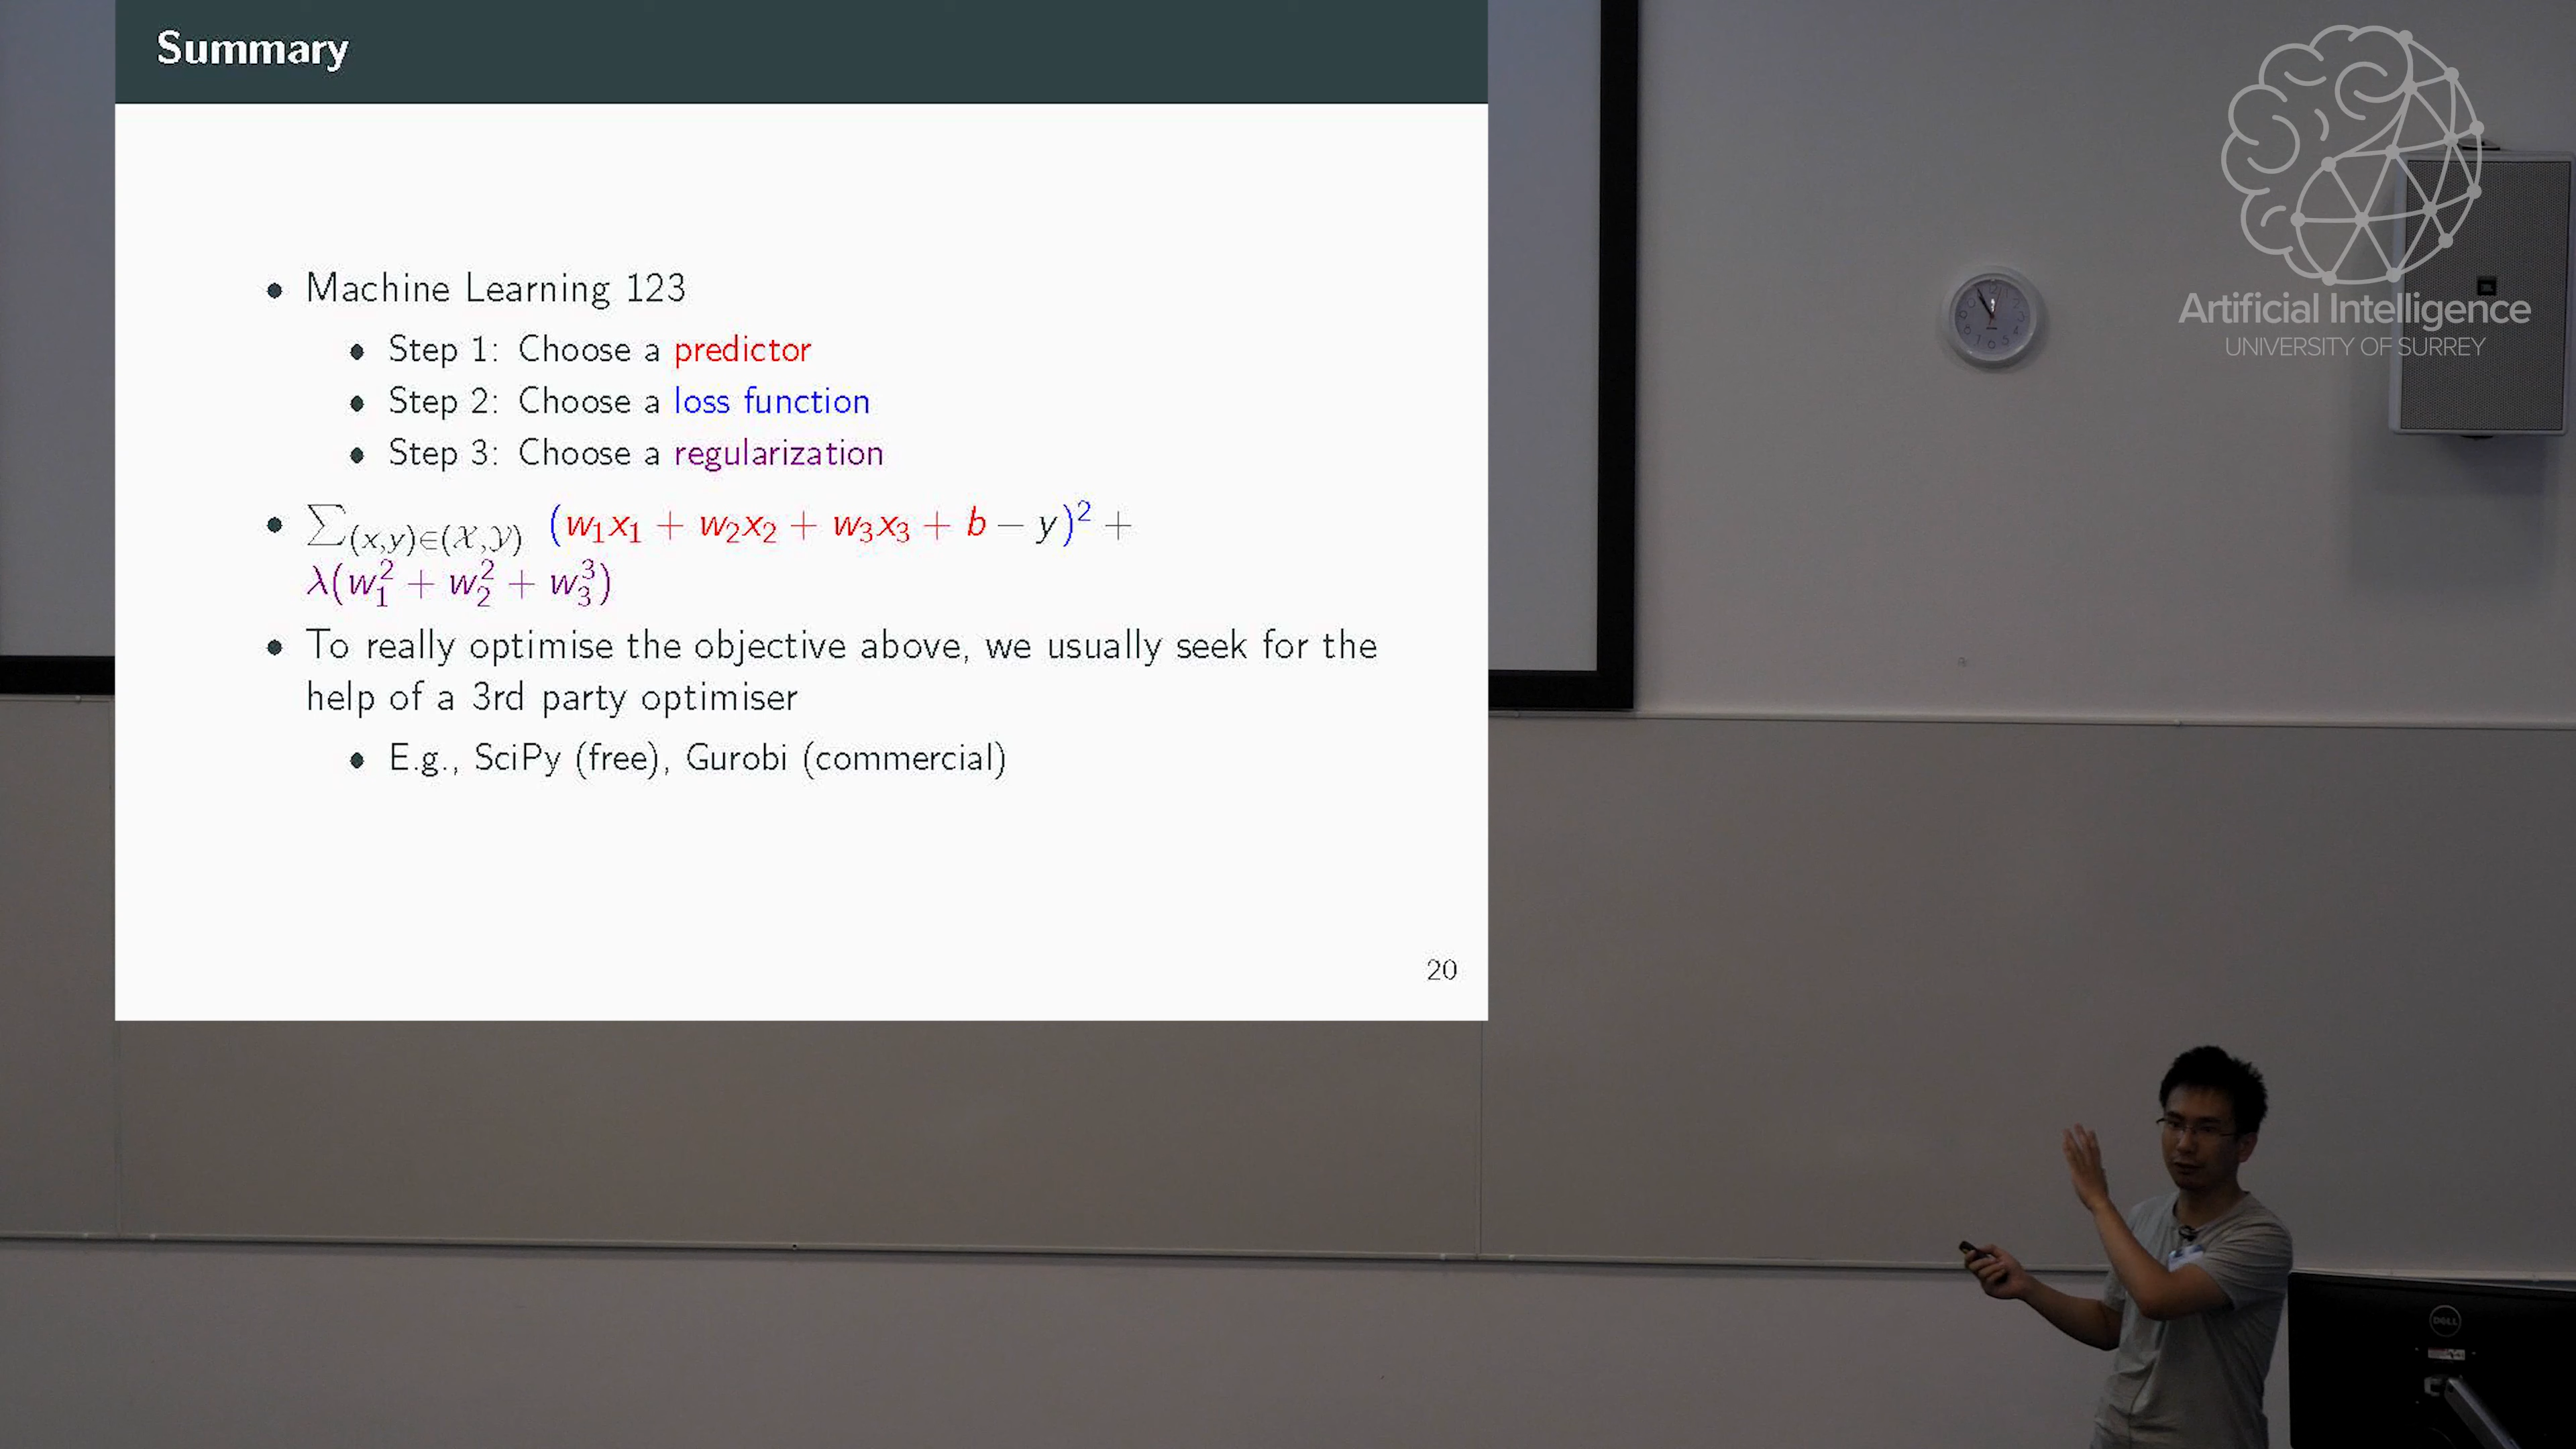 Summary
• Machine Learning 123
• Step 1: Choose a predictor
• Step 2: Choose a loss function
• Step 3: Choose a regularization
• ∑(x,y)∈(𝒳,𝒴) (w₁x₁ + w₂x₂ + w₃x₃ + b − y)² +
λ(w₁² + w₂² + w₃³)
• To really optimise the objective above, we usually seek for the
help of a 3rd party optimiser
• E.g., SciPy (free), Gurobi (commercial)
20
Artificial Intelligence
UNIVERSITY OF SURREY
DELL